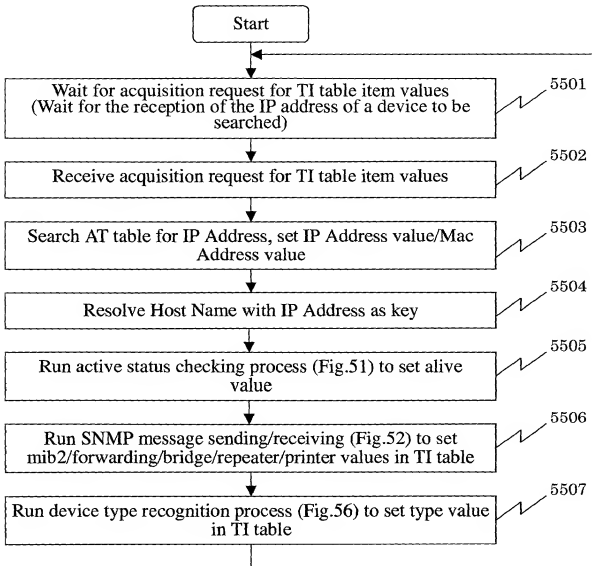 Start
Wait for acquisition request for TI table item values
(Wait for the reception of the IP address of a device to be
searched)
5501
Receive acquisition request for TI table item values
5502
Search AT table for IP Address, set IP Address value/Mac
Address value
5503
Resolve Host Name with IP Address as key
5504
Run active status checking process (Fig.51) to set alive
value
5505
Run SNMP message sending/receiving (Fig.52) to set
mib2/forwarding/bridge/repeater/printer values in TI table
5506
Run device type recognition process (Fig.56) to set type value
in TI table
5507